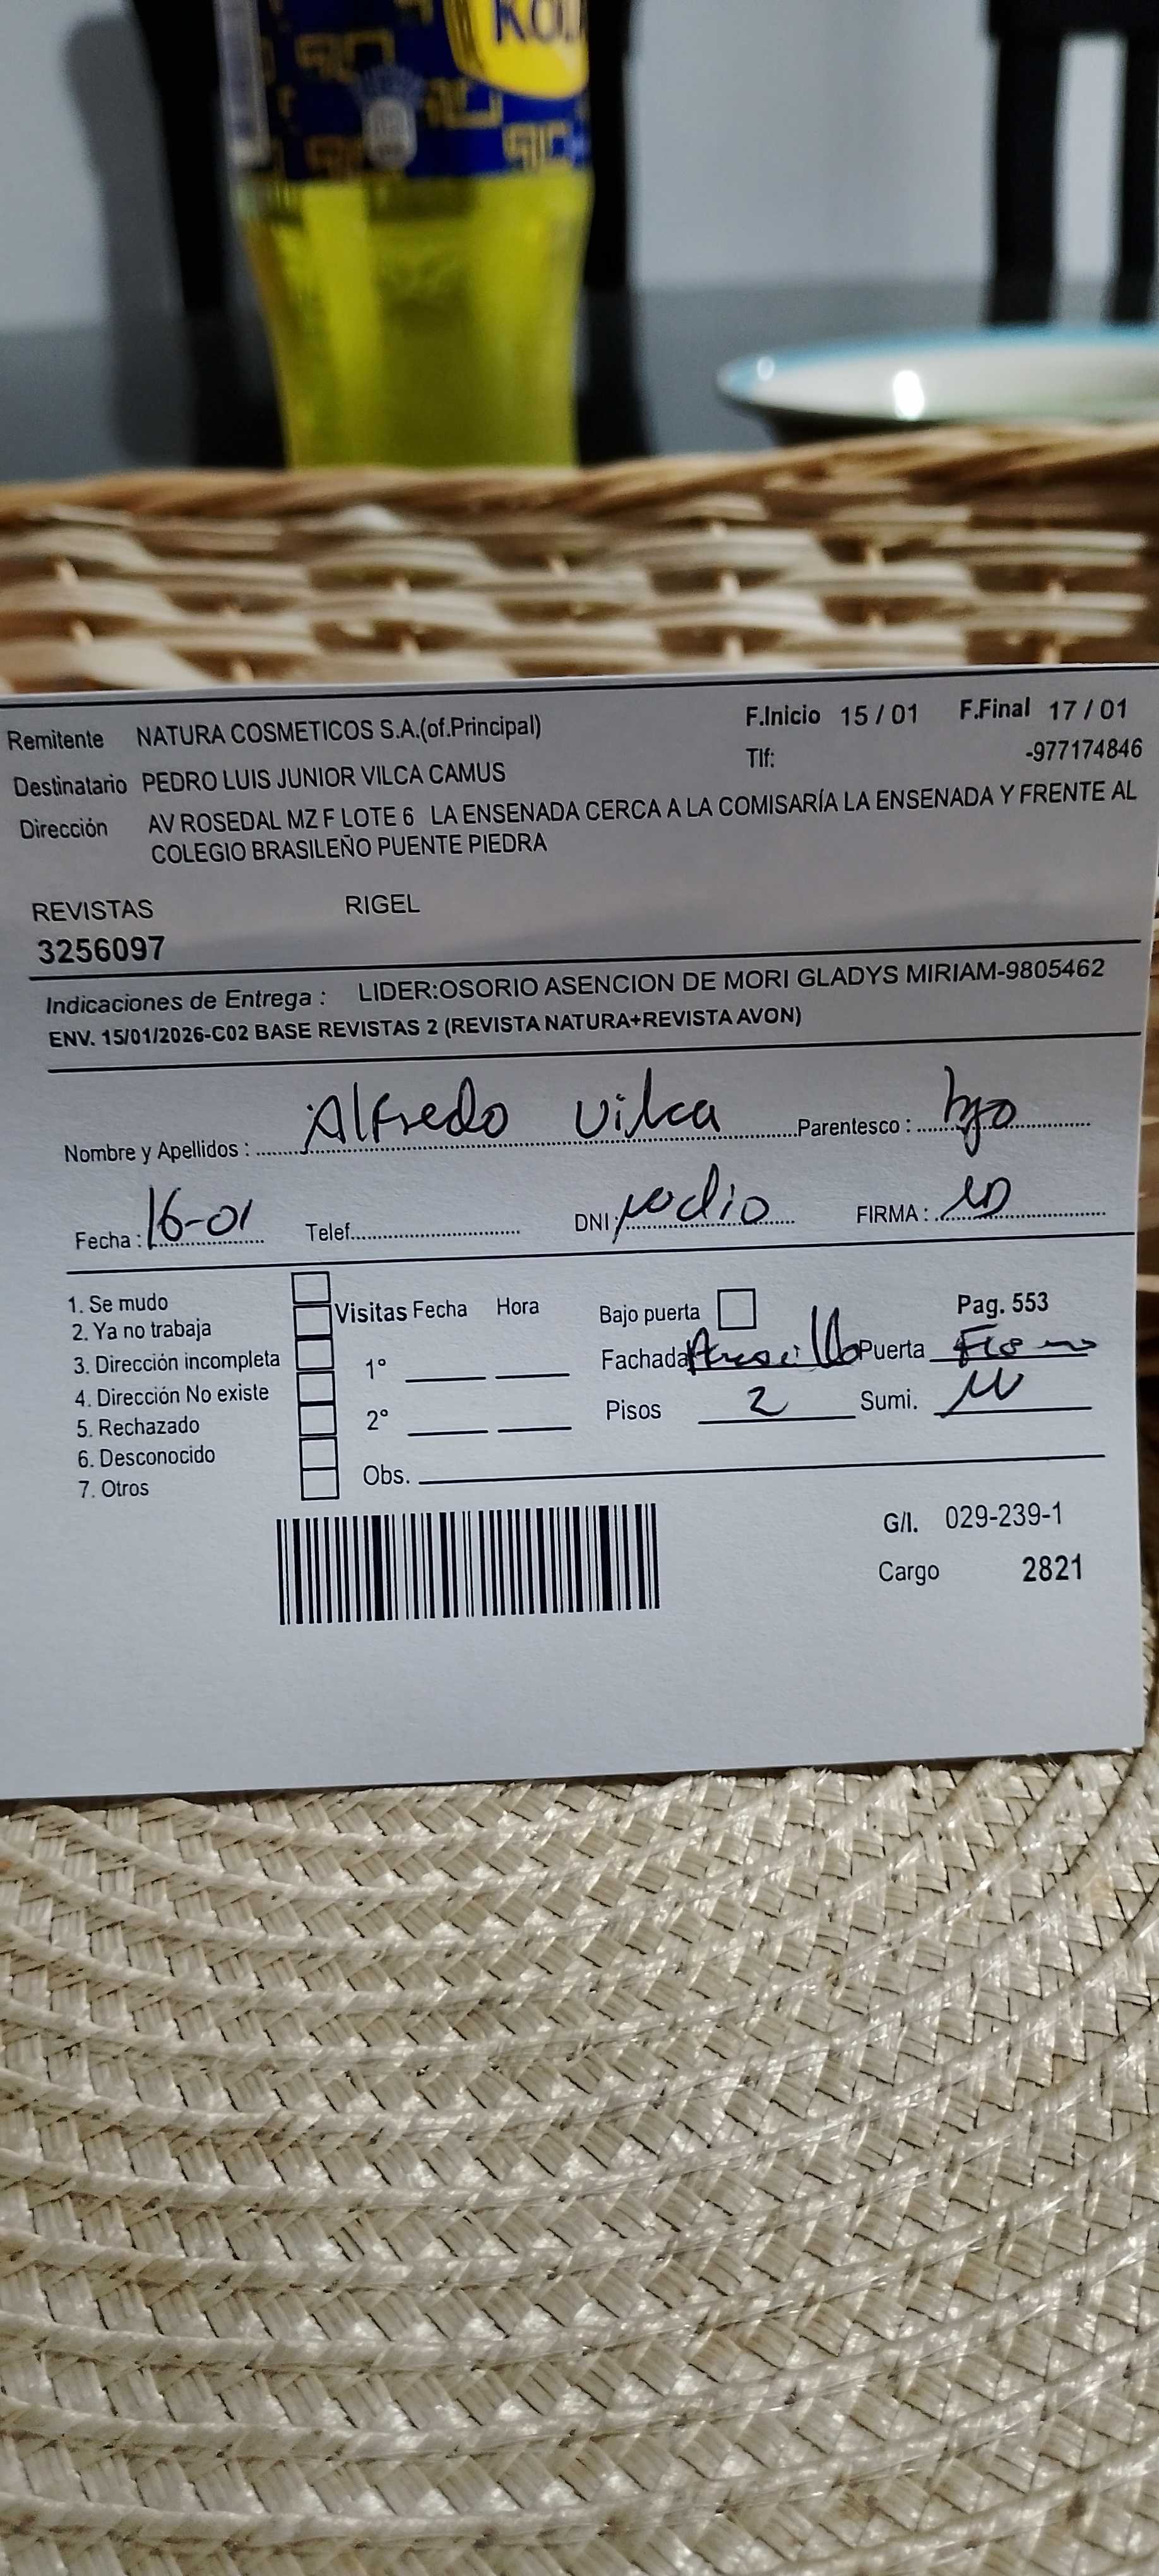 KOL
Remitente NATURA COSMETICOS S.A.(of.Principal) F.Inicio 15 / 01 F.Final 17 / 01
Destinatario PEDRO LUIS JUNIOR VILCA CAMUS Tlf: -977174846
Dirección AV ROSEDAL MZ F LOTE 6 LA ENSENADA CERCA A LA COMISARÍA LA ENSENADA Y FRENTE AL
COLEGIO BRASILEÑO PUENTE PIEDRA
REVISTAS RIGEL
3256097
Indicaciones de Entrega : LIDER:OSORIO ASENCION DE MORI GLADYS MIRIAM-9805462
ENV. 15/01/2026-C02 BASE REVISTAS 2 (REVISTA NATURA+REVISTA AVON)
Nombre y Apellidos : Alfredo Vilca Parentesco : hijo
Fecha : 16-01 Telef. DNI: FIRMA :
1. Se mudo
2. Ya no trabaja
3. Dirección incompleta
4. Dirección No existe
5. Rechazado
6. Desconocido
7. Otros
Visitas Fecha Hora
1°
2°
Obs.
Bajo puerta Pag. 553
Fachada Puerta
Pisos 2 Sumi.
G/I. 029-239-1
Cargo 2821